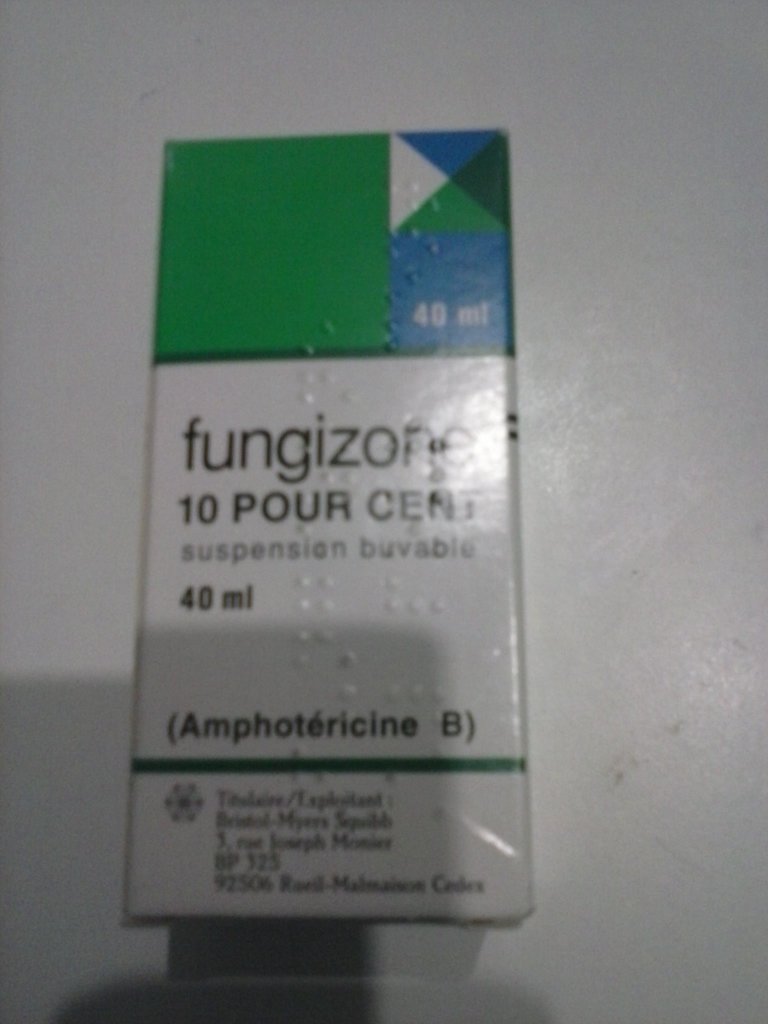 40 ml
fungizone
10 POUR CENT
suspension buvable
40 ml
(Amphotéricine B)
Titulaire/Exploitant :
Bristol-Myers Squibb
3, rue Joseph Monier
BP 325
92506 Rueil-Malmaison Cedex